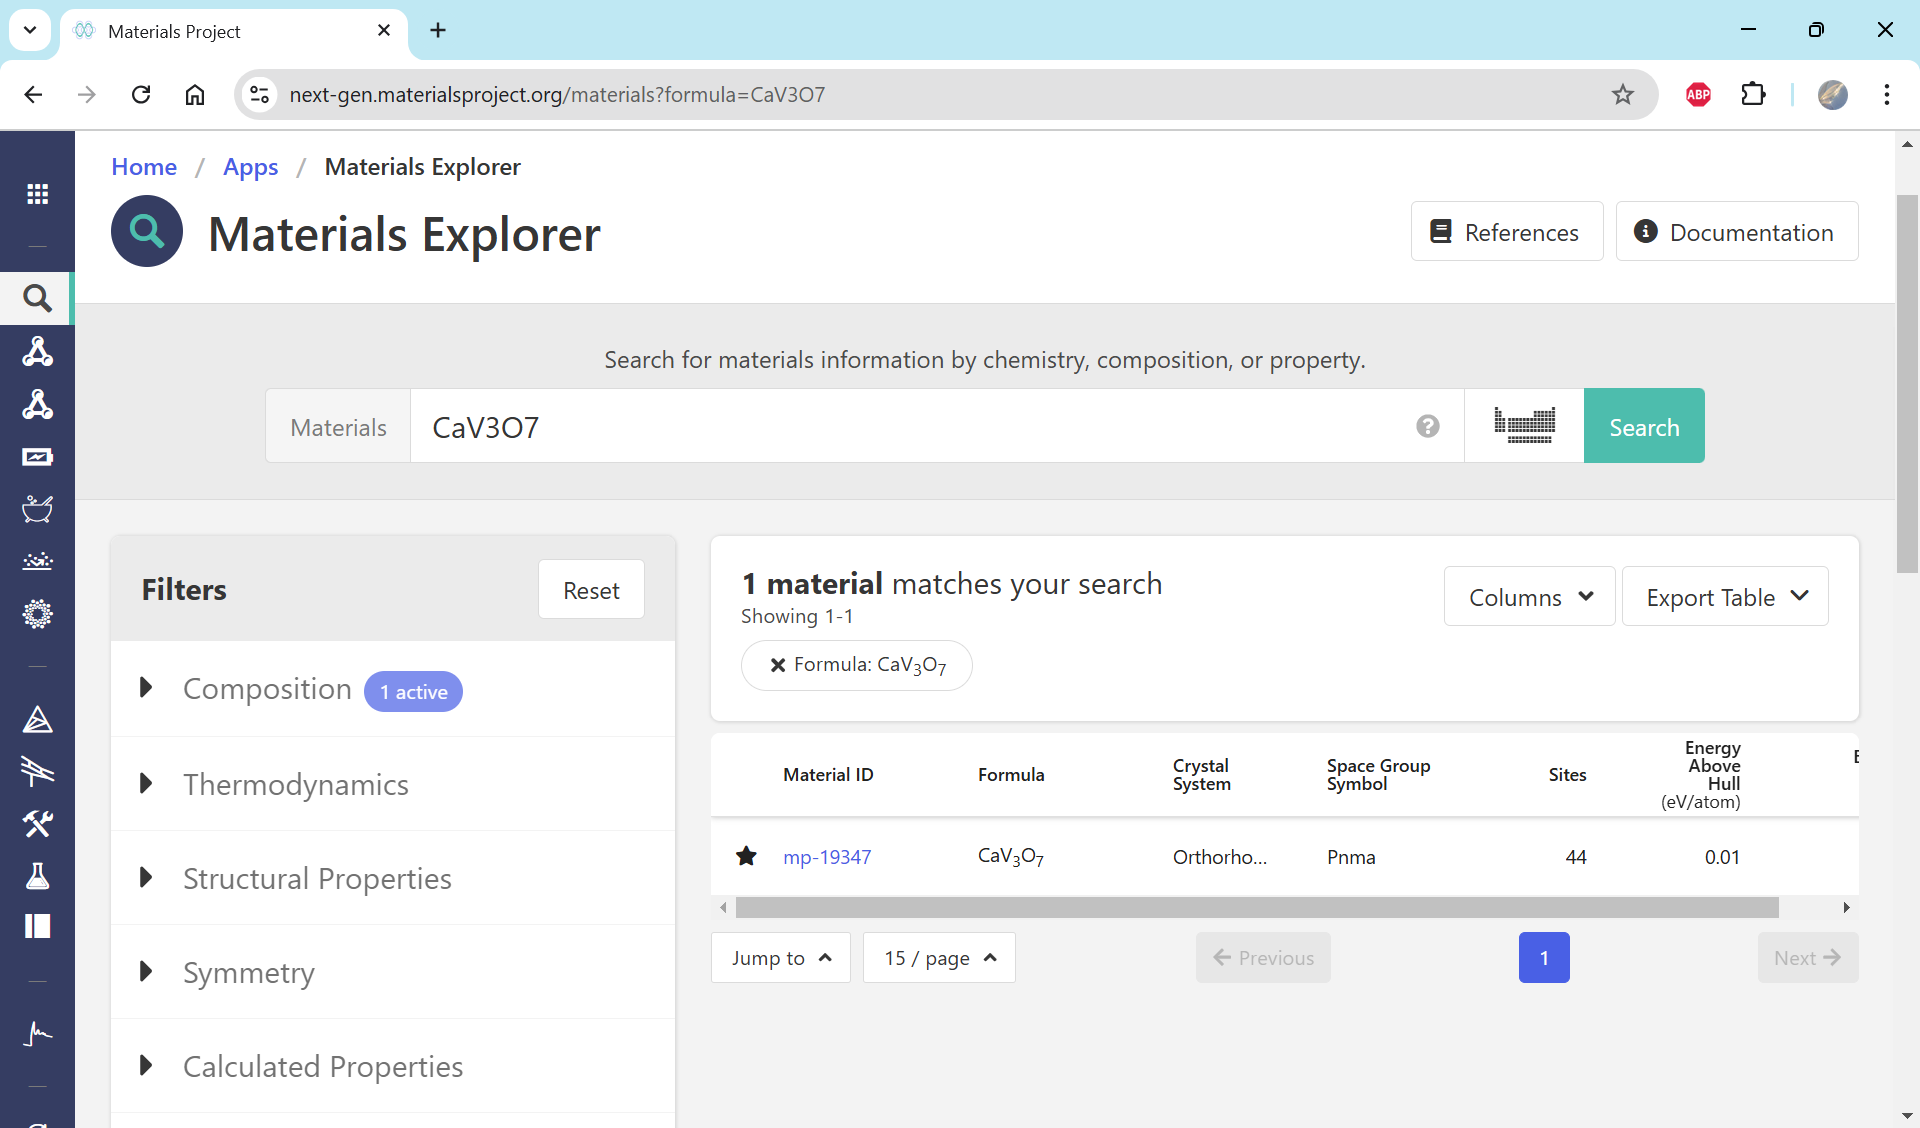 Materials Project
next-gen.materialsproject.org/materials?formula=CaV3O7
ABP
Home / Apps / Materials Explorer
Materials Explorer
References
Documentation
Search for materials information by chemistry, composition, or property.
Materials
CaV3O7
Search
Filters
Reset
Composition 1 active
Thermodynamics
Structural Properties
Symmetry
Calculated Properties
1 material matches your search
Showing 1-1
Formula: CaV₃O₇
Columns
Export Table
Material ID
Formula
Crystal
System
Space Group
Symbol
Sites
Energy
Above
Hull
(eV/atom)
mp-19347
CaV₃O₇
Orthorho...
Pnma
44
0.01
Jump to
15 / page
Previous
1
Next